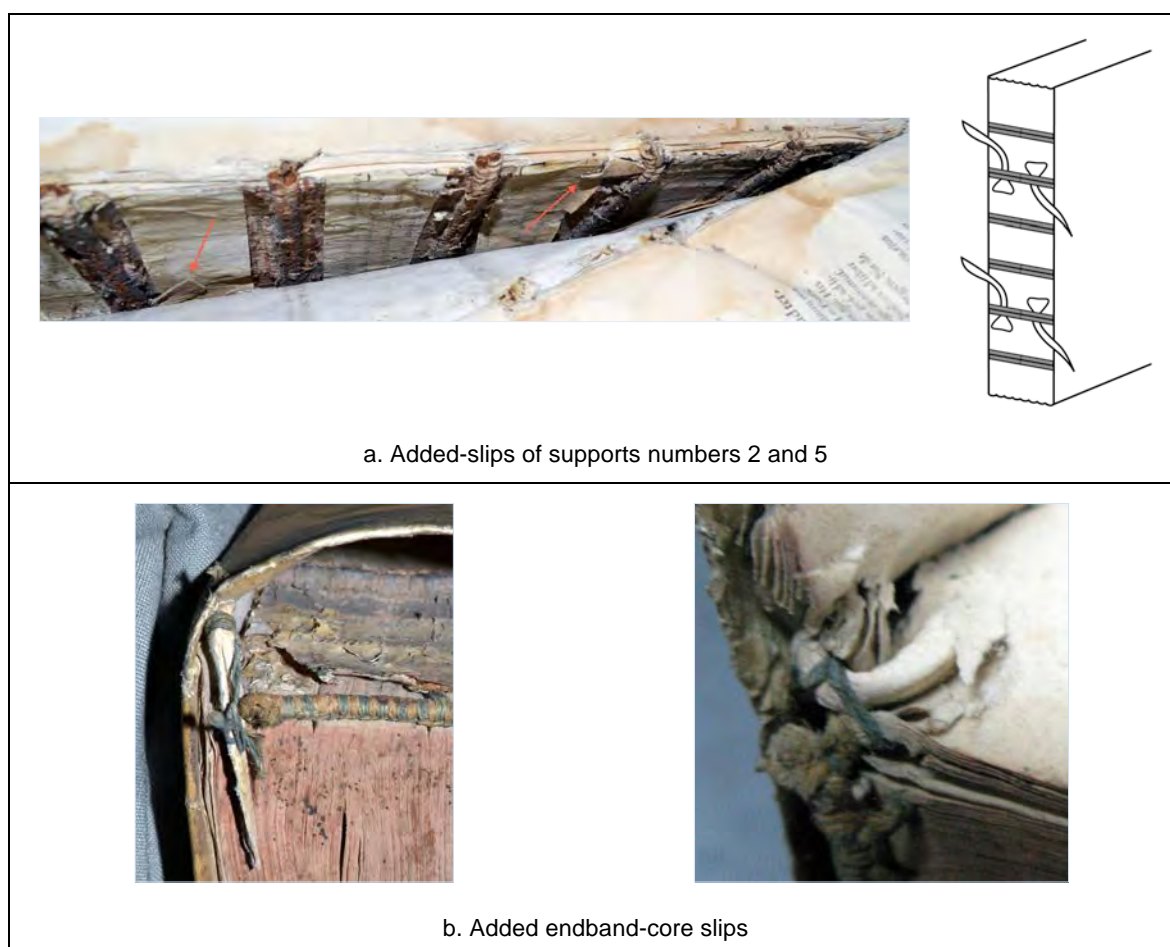 a. Added-slips of supports numbers 2 and 5
b. Added endband-core slips